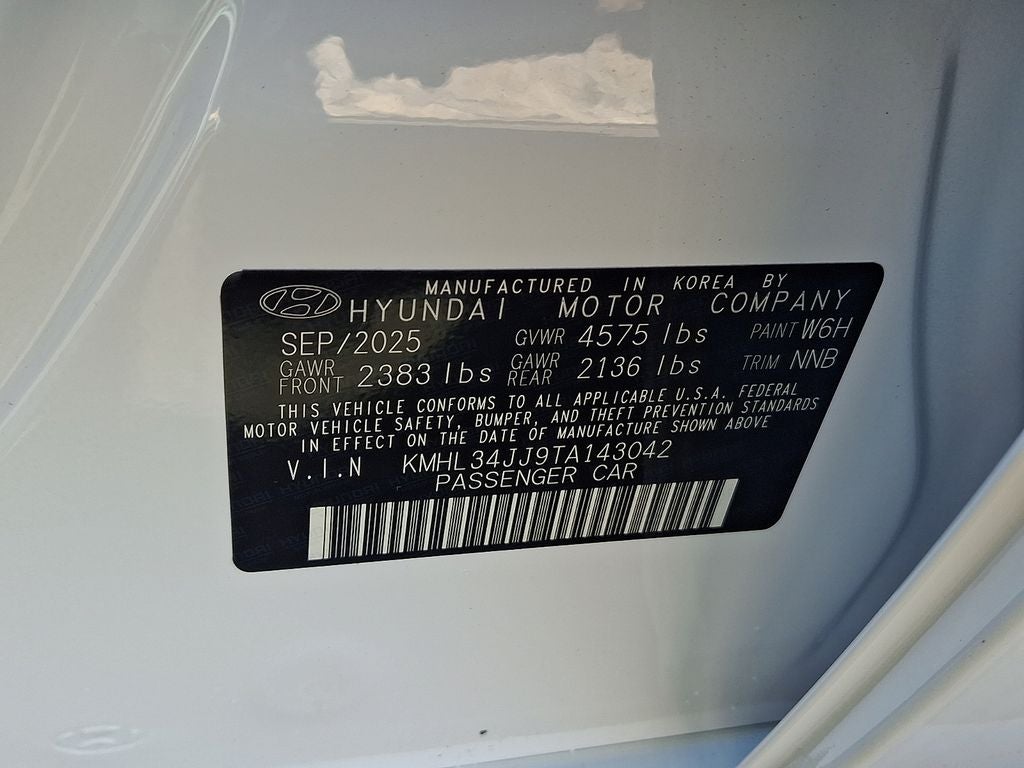 MANUFACTURED IN KOREA BY
HYUNDAI MOTOR COMPANY
SEP/2025 GVWR 4575 lbs PAINT W6H
GAWR FRONT 2383 lbs GAWR REAR 2136 lbs TRIM NNB
THIS VEHICLE CONFORMS TO ALL APPLICABLE U.S.A. FEDERAL
MOTOR VEHICLE SAFETY, BUMPER, AND THEFT PREVENTION STANDARDS
IN EFFECT ON THE DATE OF MANUFACTURE SHOWN ABOVE
V.I.N KMHL34JJ9TA143042
PASSENGER CAR